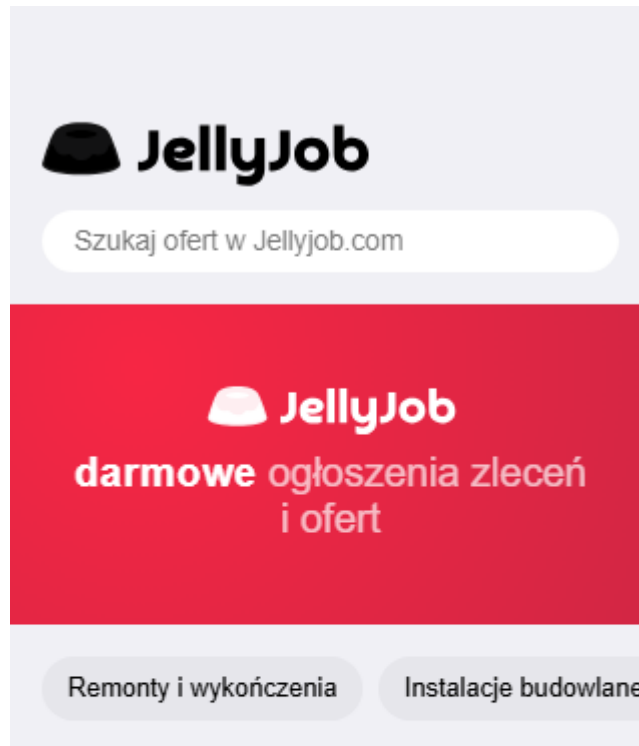 JellyJob
Szukaj ofert w Jellyjob.com
JellyJob
darmowe ogłoszenia zleceń
i ofert
Remonty i wykończenia
Instalacje budowlane